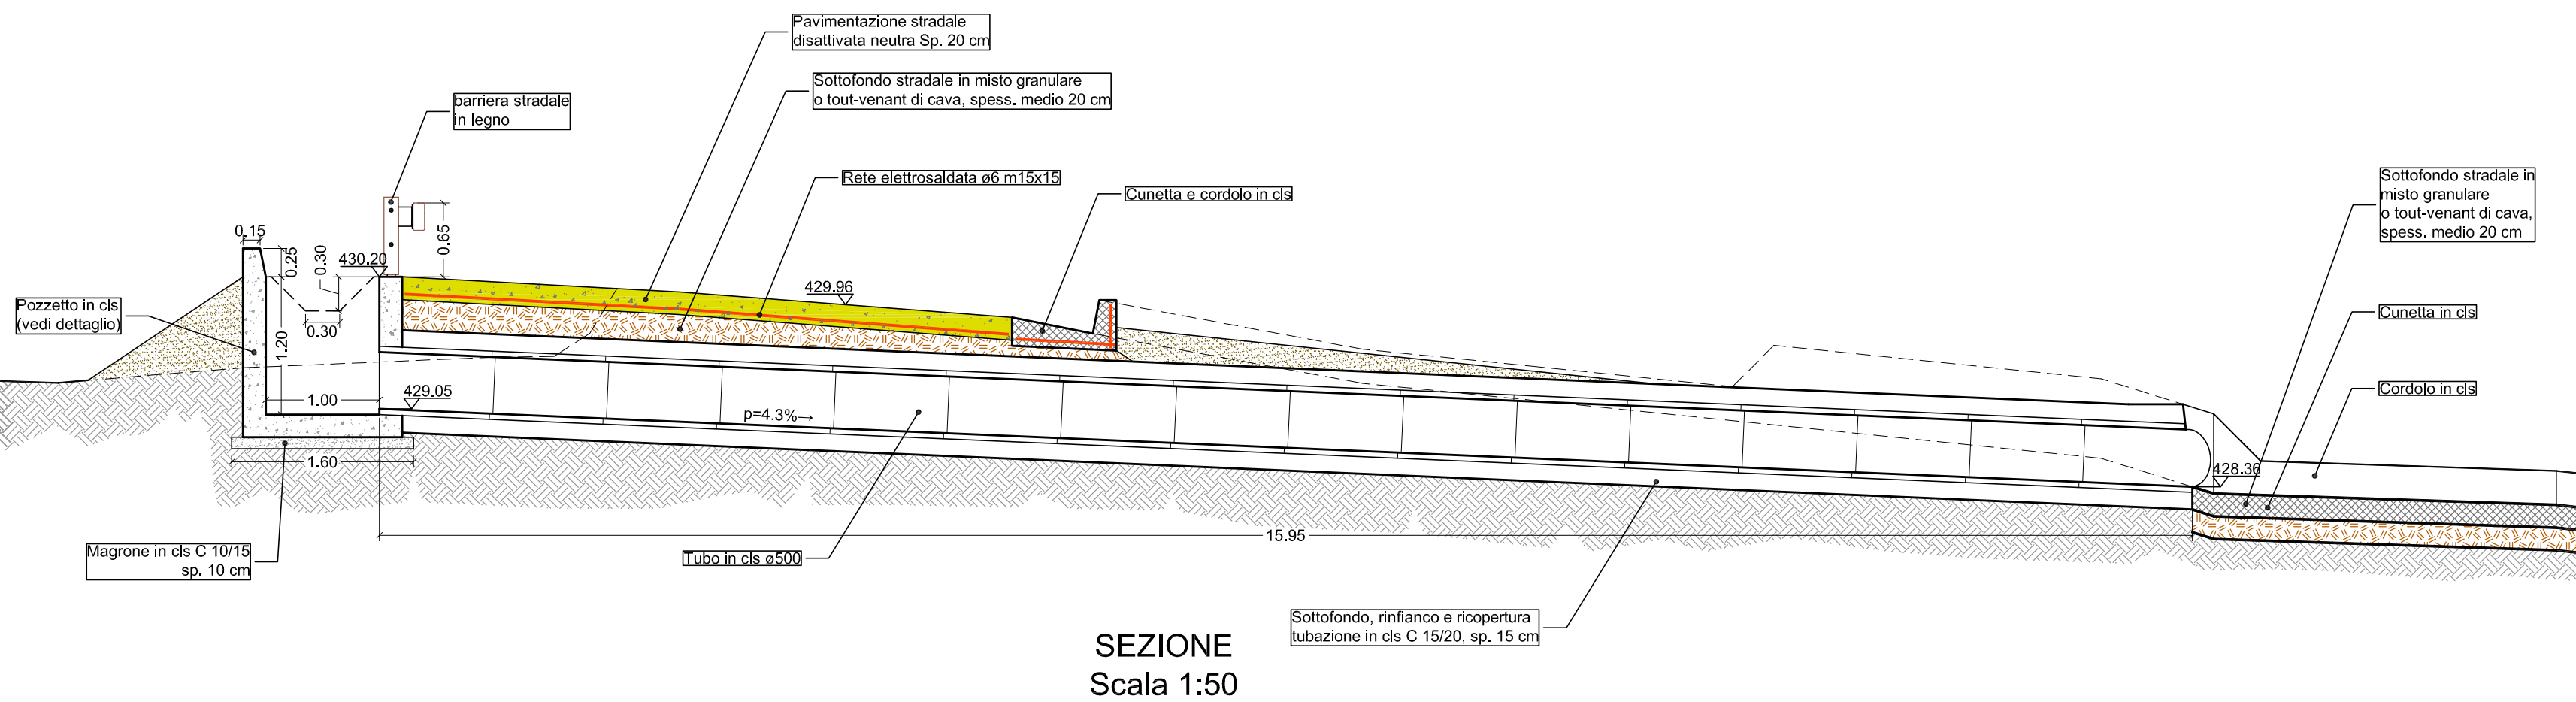 Pavimentazione stradale
disattivata neutra Sp. 20 cm
Sottofondo stradale in misto granulare
o tout-venant di cava, spess. medio 20 cm
barriera stradale
in legno
Rete elettrosaldata ø6 m15x15
Cunetta e cordolo in cls
Sottofondo stradale in
misto granulare
o tout-venant di cava,
spess. medio 20 cm
0.15
0.25
0.30
430.20
0.65
429.96
Pozzetto in cls
(vedi dettaglio)
0.30
1.20
Cunetta in cls
Cordolo in cls
1.00
429.05
p=4.3%→
1.60
428.36
15.95
Magrone in cls C 10/15
sp. 10 cm
Tubo in cls ø500
Sottofondo, rinfianco e ricopertura
tubazione in cls C 15/20, sp. 15 cm
SEZIONE
Scala 1:50